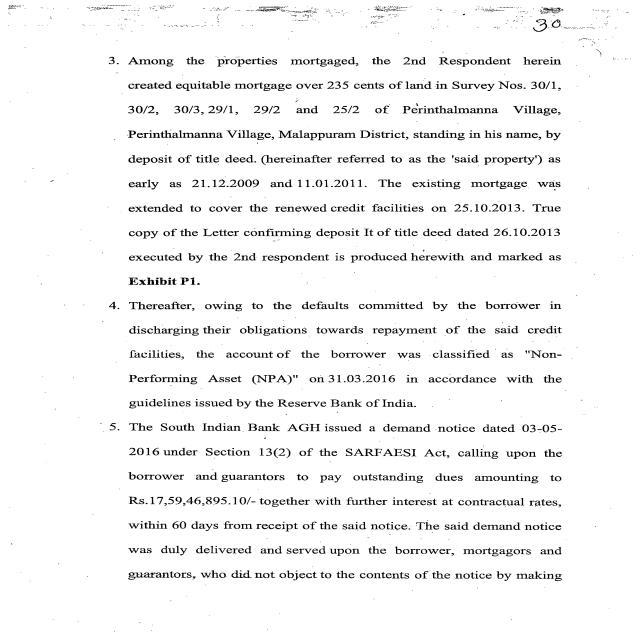 30
3. Among the properties mortgaged, the 2nd Respondent herein
created equitable mortgage over 235 cents of land in Survey Nos. 30/1,
30/2, 30/3, 29/1, 29/2 and 25/2 of Perinthalmanna Village,
Perinthalmanna Village, Malappuram District, standing in his name, by
deposit of title deed. (hereinafter referred to as the 'said property') as
early as 21.12.2009 and 11.01.2011. The existing mortgage was
extended to cover the renewed credit facilities on 25.10.2013. True
copy of the Letter confirming deposit It of title deed dated 26.10.2013
executed by the 2nd respondent is produced herewith and marked as
Exhibit P1.
4. Thereafter, owing to the defaults committed by the borrower in
discharging their obligations towards repayment of the said credit
facilities, the account of the borrower was classified as "Non-
Performing Asset (NPA)" on 31.03.2016 in accordance with the
guidelines issued by the Reserve Bank of India.
5. The South Indian Bank AGH issued a demand notice dated 03-05-
2016 under Section 13(2) of the SARFAESI Act, calling upon the
borrower and guarantors to pay outstanding dues amounting to
Rs.17,59,46,895.10/- together with further interest at contractual rates,
within 60 days from receipt of the said notice. The said demand notice
was duly delivered and served upon the borrower, mortgagors and
guarantors, who did not object to the contents of the notice by making